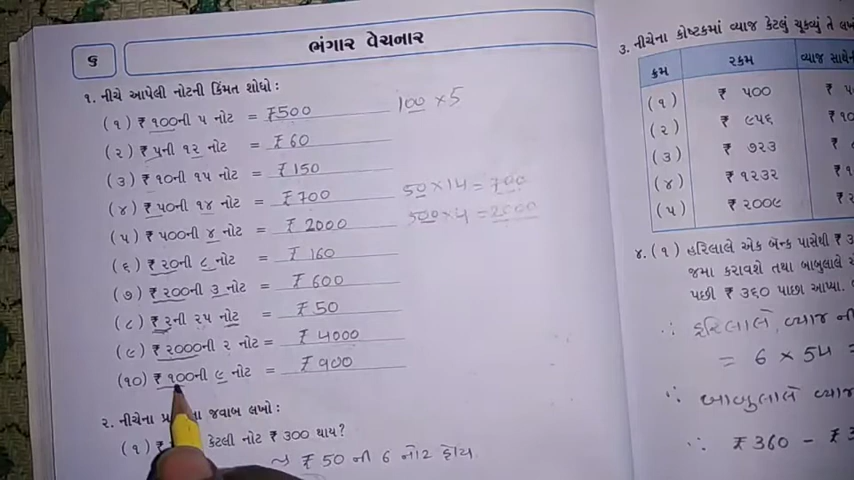 ૬
ભંગાર વેચનાર
૧. નીચે આપેલી નોટની કિંમત શોધો :
(૧) ₹ ૧૦૦ની ૫ નોટ = ₹500 100 × 5
(૨) ₹ ૫ની ૧૨ નોટ = ₹ 60
(૩) ₹ ૧૦ની ૧૫ નોટ = ₹ 150
(૪) ₹ ૫૦ની ૧૪ નોટ = ₹ 700 50 × 14 = 700
(૫) ₹ ૫૦૦ની ૪ નોટ = ₹ 2000 500 × 4 = 2000
(૬) ₹ ૨૦ની ૮ નોટ = ₹ 160
(૭) ₹ ૨૦૦ની ૩ નોટ = ₹ 600
(૮) ₹ ૨ની ૨૫ નોટ = ₹ 50
(૯) ₹ ૨૦૦૦ની ૨ નોટ = ₹ 4000
(૧૦) ₹ ૧૦૦ની ૯ નોટ = ₹ 900
૨. નીચેના જવાબ લખો :
(૧) ₹ કેટલી નોટ ₹ ૩૦૦ થાય?
₹ 50 ની 6 નોટ હોય
૩. નીચેના કોષ્ટકમાં વ્યાજ કેટલું ચૂકવ્યું તે
ક્રમ રકમ વ્યાજ
(૧) ₹ ૫૦૦ ₹
(૨) ₹ ૯૫૬ ₹
(૩) ₹ ૭૨૩ ₹
(૪) ₹ ૧૨૩૨ ₹
(૫) ₹ ૨૦૦૯ ₹
૪. (૧) હરિલાલે એક બૅન્ક પાસેથી ₹
જમા કરાવશે તથા બાબુલાલે
પછી ₹ ૩૬૦ પાછા આપ્યા.
∴ હરિલાલે વ્યાજ ની
= 6 × 54 =
∴ બાબુલાલે વ્યાજ
∴ ₹ 360 – ₹